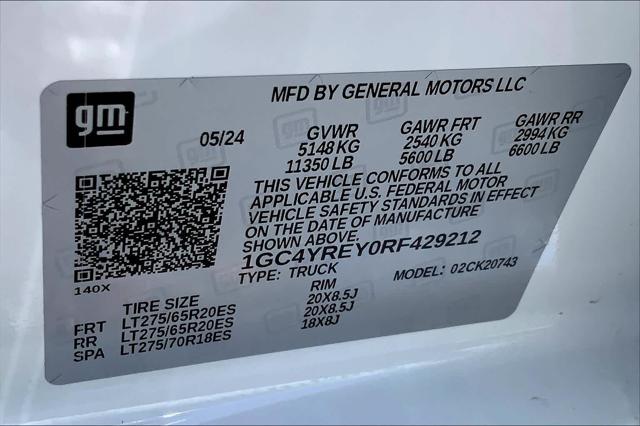 gm
MFD BY GENERAL MOTORS LLC
05/24 GVWR GAWR FRT GAWR RR
5148 KG 2540 KG 2994 KG
11350 LB 5600 LB 6600 LB
THIS VEHICLE CONFORMS TO ALL
APPLICABLE U.S. FEDERAL MOTOR
VEHICLE SAFETY STANDARDS IN EFFECT
ON THE DATE OF MANUFACTURE
SHOWN ABOVE.
1GC4YREY0RF429212
140X TYPE: TRUCK MODEL: 02CK20743
TIRE SIZE RIM
FRT LT275/65R20ES 20X8.5J
RR LT275/65R20ES 20X8.5J
SPA LT275/70R18ES 18X8J